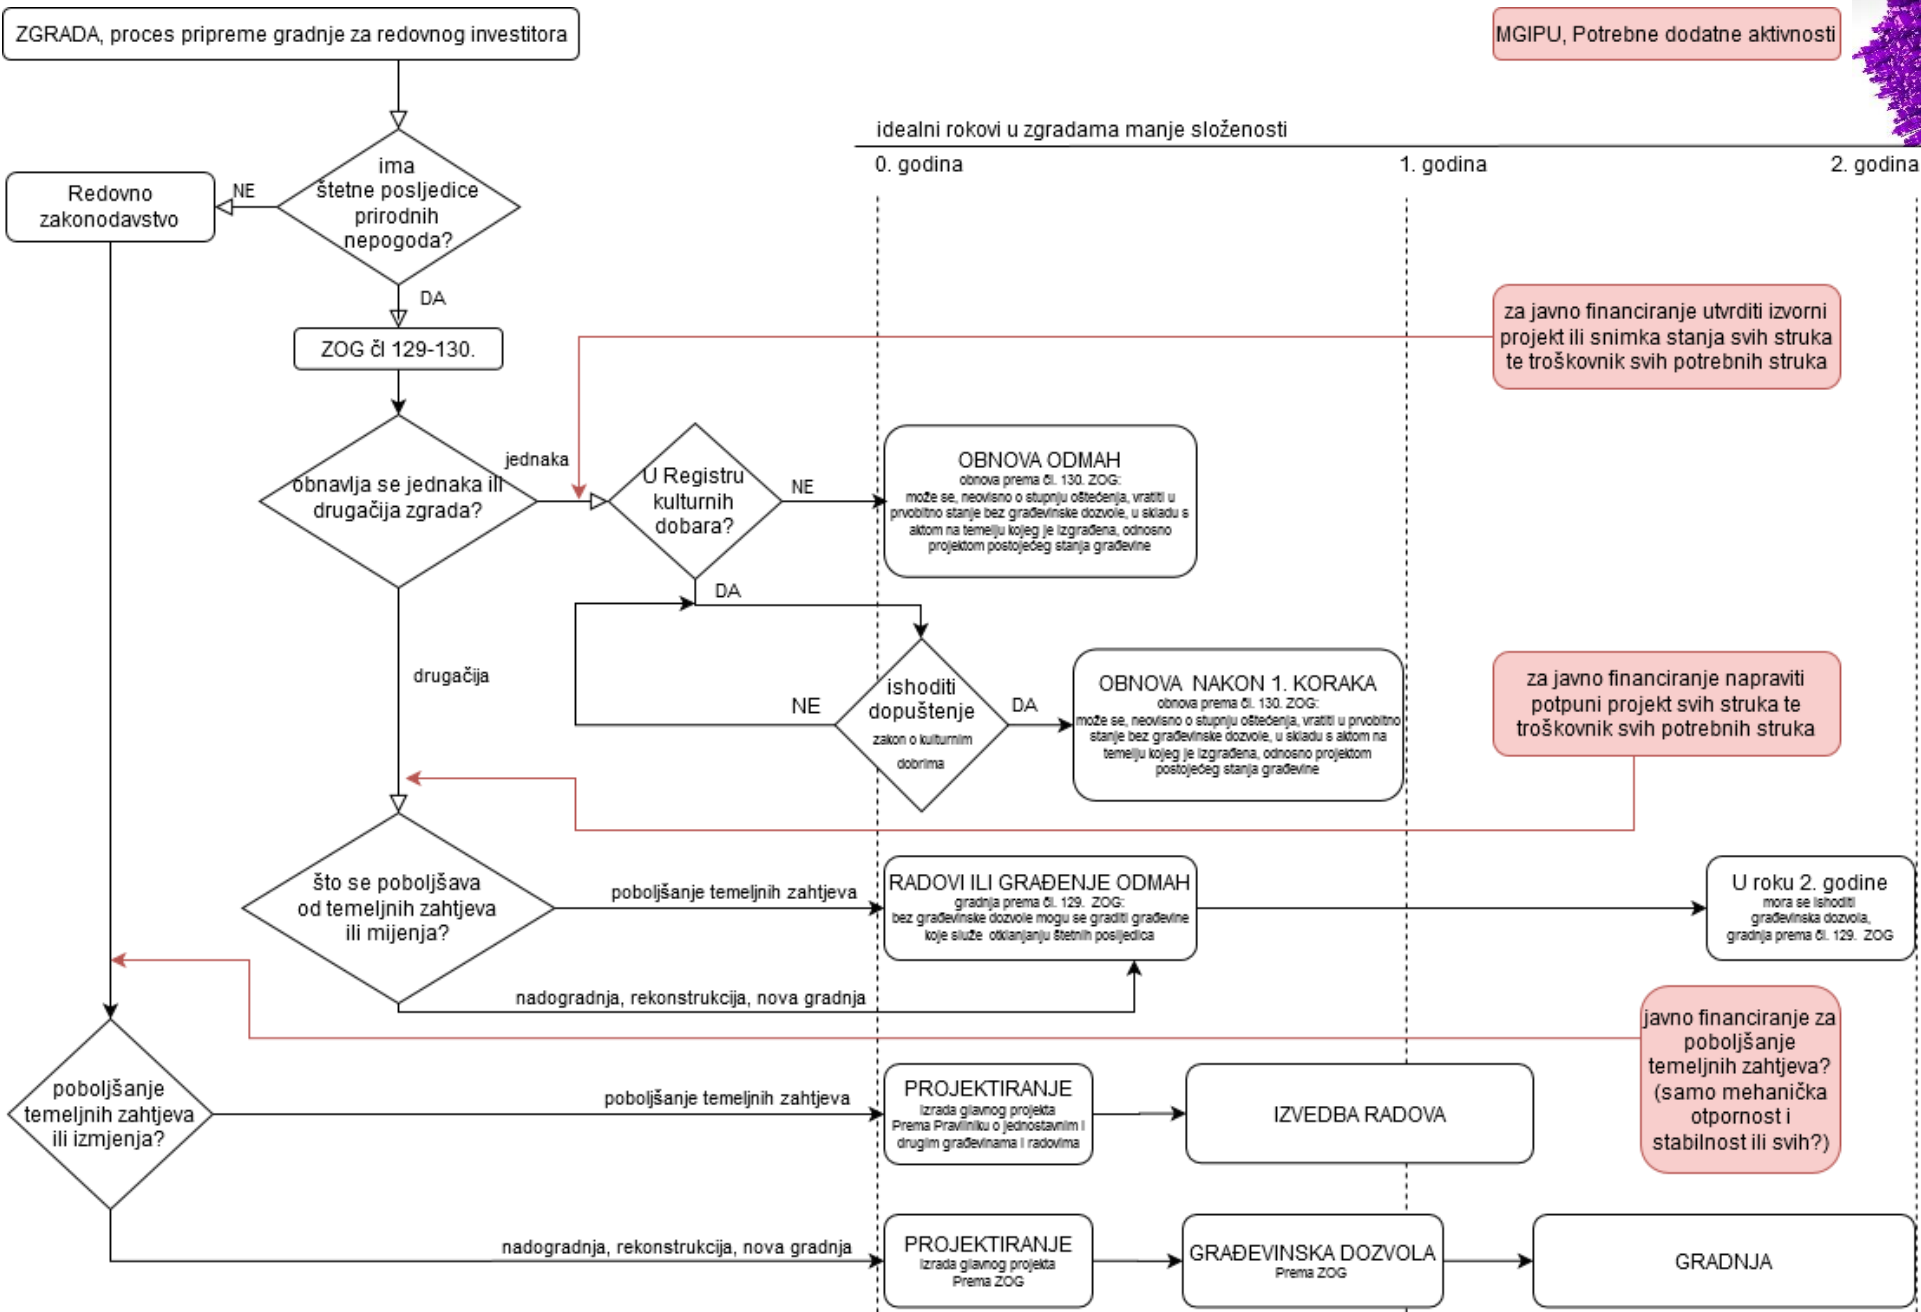 ZGRADA, proces pripreme gradnje za redovnog investitora
MGIPU, Potrebne dodatne aktivnosti
idealni rokovi u zgradama manje složenosti
0. godina
1. godina
2. godina
ima
štetne posljedice
prirodnih
nepogoda?
NE
Redovno
zakonodavstvo
DA
ZOG čl 129-130.
za javno financiranje utvrditi izvorni
projekt ili snimka stanja svih struka
te troškovnik svih potrebnih struka
obnavlja se jednaka ili
drugačija zgrada?
jednaka
U Registru
kulturnih
dobara?
NE
OBNOVA ODMAH
obnova prema čl. 130. ZOG:
može se, neovisno o stupnju oštećenja, vratiti u
prvobitno stanje bez građevinske dozvole, u skladu s
aktom na temelju kojeg je izgrađena, odnosno
projektom postojećeg stanja građevine
DA
drugačija
NE
ishoditi
dopuštenje
zakon o kulturnim
dobrima
DA
OBNOVA NAKON 1. KORAKA
obnova prema čl. 130. ZOG:
može se, neovisno o stupnju oštećenja, vratiti u prvobitno
stanje bez građevinske dozvole, u skladu s aktom na
temelju kojeg je izgrađena, odnosno projektom
postojećeg stanja građevine
za javno financiranje napraviti
potpuni projekt svih struka te
troškovnik svih potrebnih struka
što se poboljšava
od temeljnih zahtjeva
ili mijenja?
poboljšanje temeljnih zahtjeva
RADOVI ILI GRAĐENJE ODMAH
gradnja prema čl. 129. ZOG:
bez građevinske dozvole mogu se graditi građevine
koje služe otklanjanju štetnih posljedica
U roku 2. godine
mora se ishoditi
građevinska dozvola,
gradnja prema čl. 129. ZOG
nadogradnja, rekonstrukcija, nova gradnja
javno financiranje za
poboljšanje
temeljnih zahtjeva?
(samo mehanička
otpornost i
stabilnost ili svih?)
poboljšanje
temeljnih zahtjeva
ili izmjenja?
poboljšanje temeljnih zahtjeva
PROJEKTIRANJE
Izrada glavnog projekta
Prema Pravilniku o jednostavnim i
drugim građevinama i radovima
IZVEDBA RADOVA
nadogradnja, rekonstrukcija, nova gradnja
PROJEKTIRANJE
Izrada glavnog projekta
Prema ZOG
GRAĐEVINSKA DOZVOLA
Prema ZOG
GRADNJA